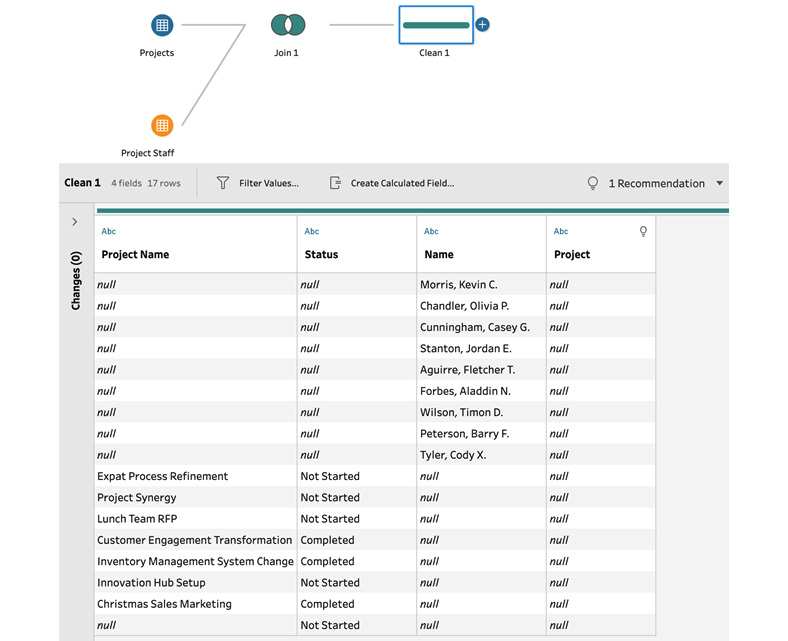 Projects
Join 1
Clean 1
Project Staff
Clean 1 4 fields 17 rows Filter Values... Create Calculated Field... 1 Recommendation
Changes (0)
Abc Abc Abc Abc
Project Name Status Name Project
null null Morris, Kevin C. null
null null Chandler, Olivia P. null
null null Cunningham, Casey G. null
null null Stanton, Jordan E. null
null null Aguirre, Fletcher T. null
null null Forbes, Aladdin N. null
null null Wilson, Timon D. null
null null Peterson, Barry F. null
null null Tyler, Cody X. null
Expat Process Refinement Not Started null null
Project Synergy Not Started null null
Lunch Team RFP Not Started null null
Customer Engagement Transformation Completed null null
Inventory Management System Change Completed null null
Innovation Hub Setup Not Started null null
Christmas Sales Marketing Completed null null
null Not Started null null